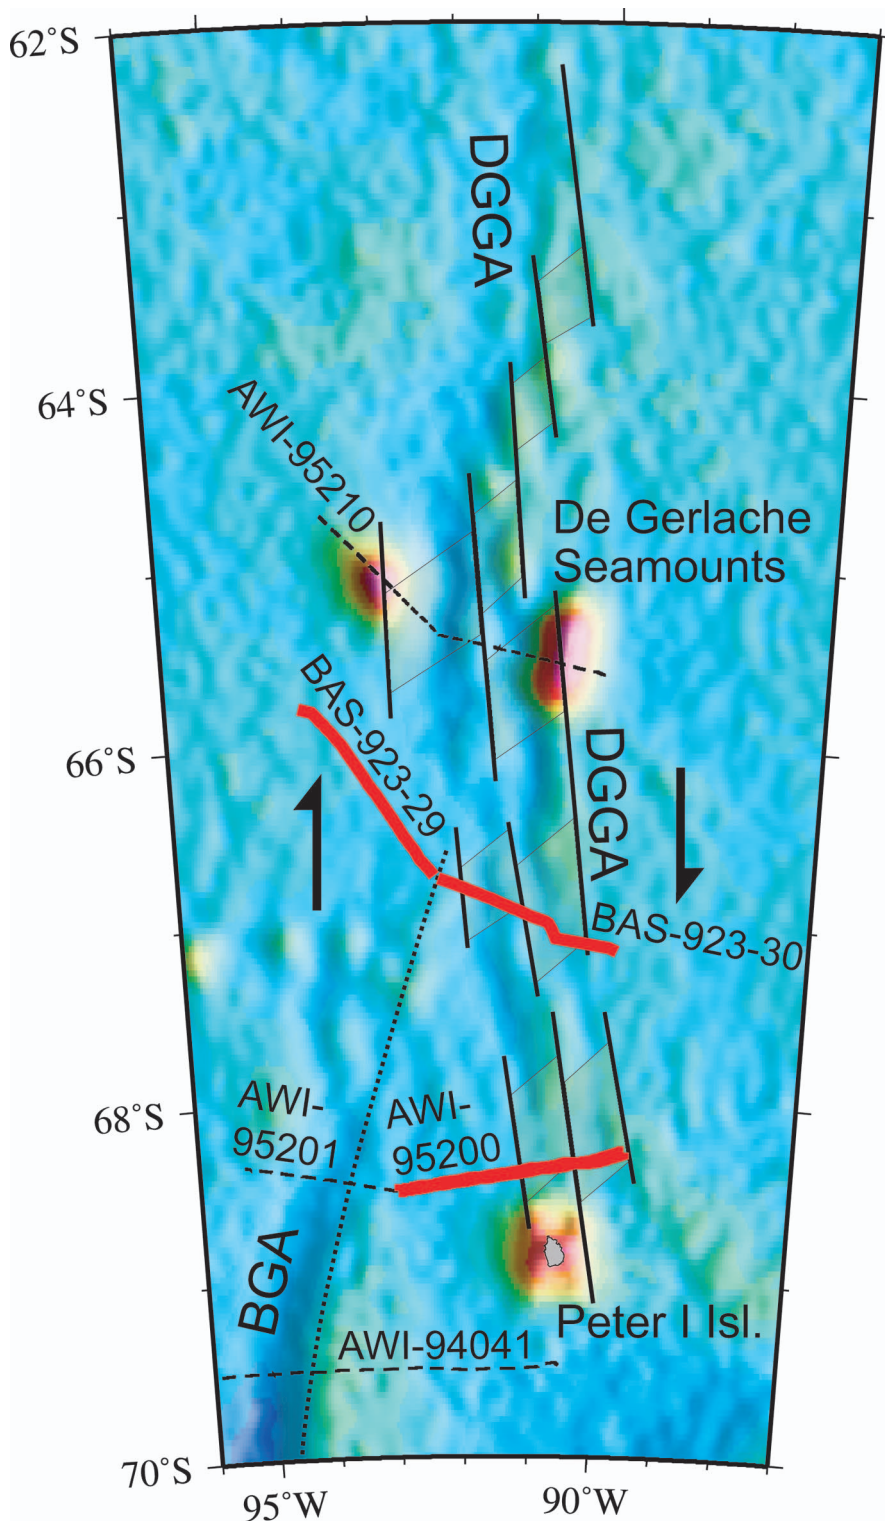 62°S
DGGA
64°S
AWI-95210
De Gerlache
Seamounts
BAS-923-29
66°S
DGGA
BAS-923-30
68°S
AWI-
95201
AWI-
95200
BGA
Peter I Isl.
AWI-94041
70°S
95°W
90°W